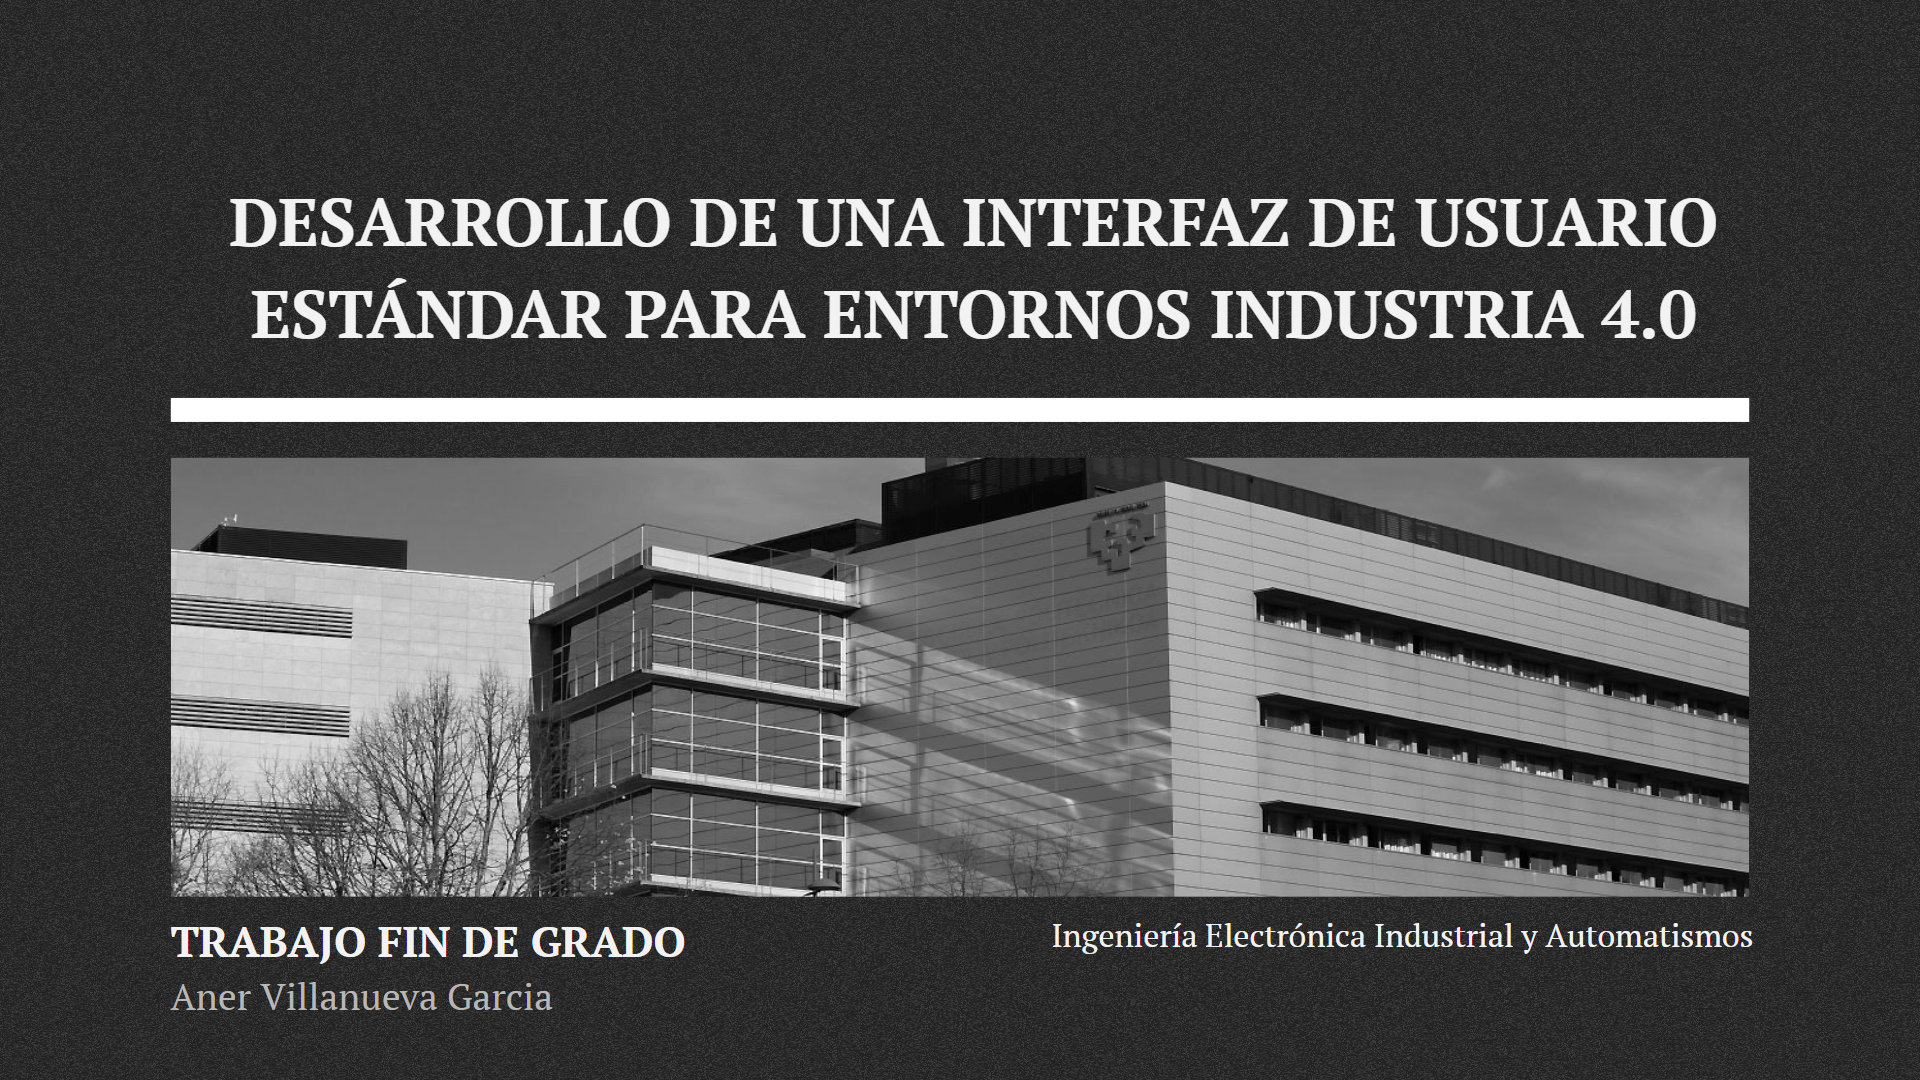 DESARROLLO DE UNA INTERFAZ DE USUARIO
ESTÁNDAR PARA ENTORNOS INDUSTRIA 4.0
TRABAJO FIN DE GRADO
Aner Villanueva Garcia
Ingeniería Electrónica Industrial y Automatismos